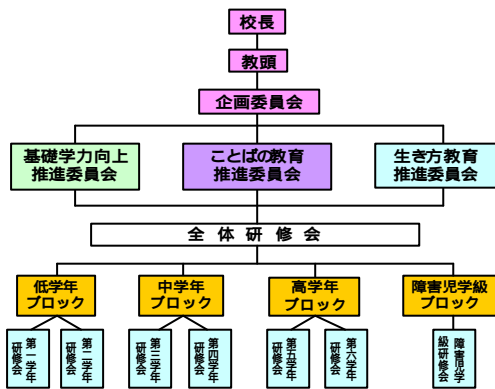 校長
教頭
企画委員会
基礎学力向上
推進委員会
ことばの教育
推進委員会
生き方教育
推進委員会
全体研修会
低学年
ブロック
中学年
ブロック
高学年
ブロック
障害児学級
ブロック
第一学年
研修会
第二学年
研修会
第三学年
研修会
第四学年
研修会
第五学年
研修会
第六学年
研修会
障害児学
級研修会